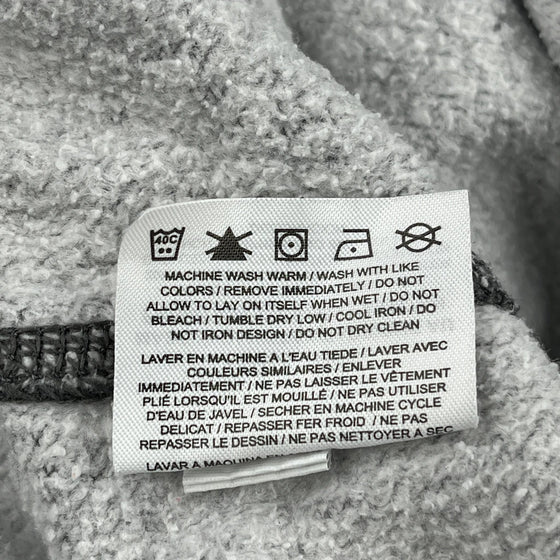 40C
MACHINE WASH WARM / WASH WITH LIKE
COLORS / REMOVE IMMEDIATELY / DO NOT
ALLOW TO LAY ON ITSELF WHEN WET / DO NOT
BLEACH / TUMBLE DRY LOW / COOL IRON / DO
NOT IRON DESIGN / DO NOT DRY CLEAN
LAVER EN MACHINE A L'EAU TIEDE / LAVER AVEC
COULEURS SIMILAIRES / ENLEVER
IMMEDIATEMENT / NE PAS LAISSER LE VÊTEMENT
PLIÉ LORSQU'IL EST MOUILLÉ / NE PAS UTILISER
D'EAU DE JAVEL / SECHER EN MACHINE CYCLE
DELICAT / REPASSER FER FROID / NE PAS
REPASSER LE DESSIN / NE PAS NETTOYER A SEC
LAVAR A MAQUINA EN